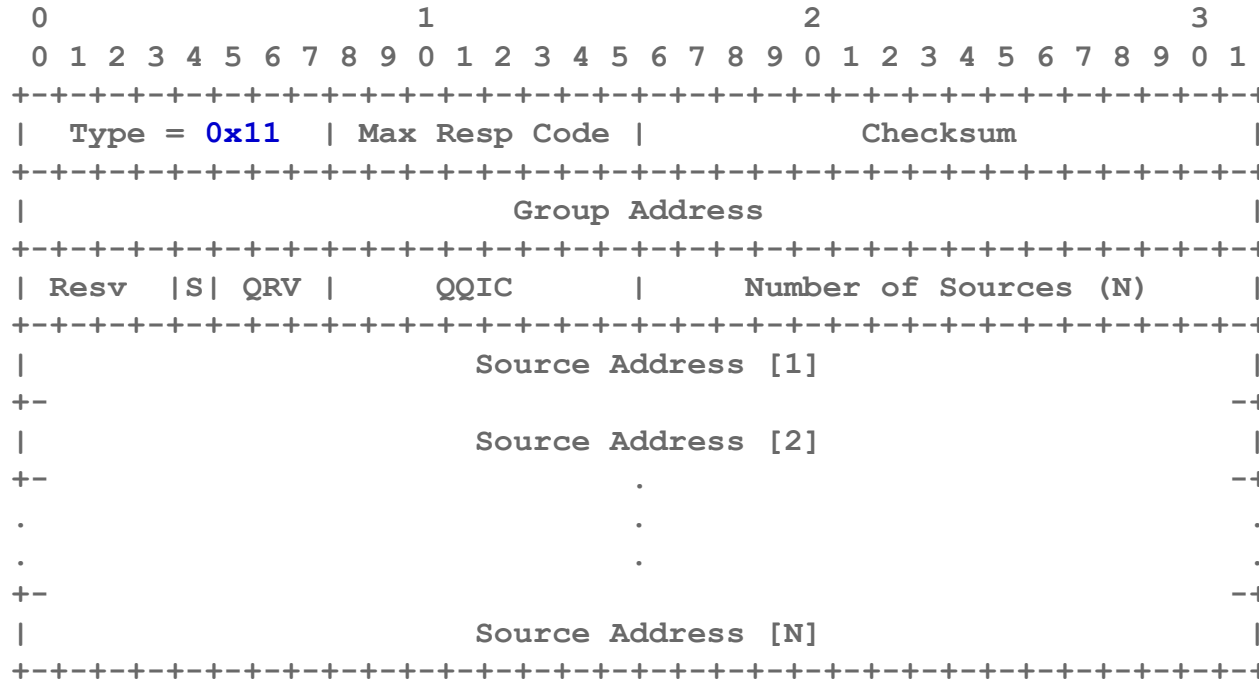 0                   1                   2                   3
 0 1 2 3 4 5 6 7 8 9 0 1 2 3 4 5 6 7 8 9 0 1 2 3 4 5 6 7 8 9 0 1
+-+-+-+-+-+-+-+-+-+-+-+-+-+-+-+-+-+-+-+-+-+-+-+-+-+-+-+-+-+-+-+-+
|  Type = 0x11  | Max Resp Code |           Checksum            |
+-+-+-+-+-+-+-+-+-+-+-+-+-+-+-+-+-+-+-+-+-+-+-+-+-+-+-+-+-+-+-+-+
|                         Group Address                         |
+-+-+-+-+-+-+-+-+-+-+-+-+-+-+-+-+-+-+-+-+-+-+-+-+-+-+-+-+-+-+-+-+
| Resv  |S| QRV |     QQIC      |     Number of Sources (N)     |
+-+-+-+-+-+-+-+-+-+-+-+-+-+-+-+-+-+-+-+-+-+-+-+-+-+-+-+-+-+-+-+-+
|                       Source Address [1]                      |
+-                                                             -+
|                       Source Address [2]                      |
+-                              .                              -+
.                               .                               .
.                               .                               .
+-                                                             -+
|                       Source Address [N]                      |
+-+-+-+-+-+-+-+-+-+-+-+-+-+-+-+-+-+-+-+-+-+-+-+-+-+-+-+-+-+-+-+-+